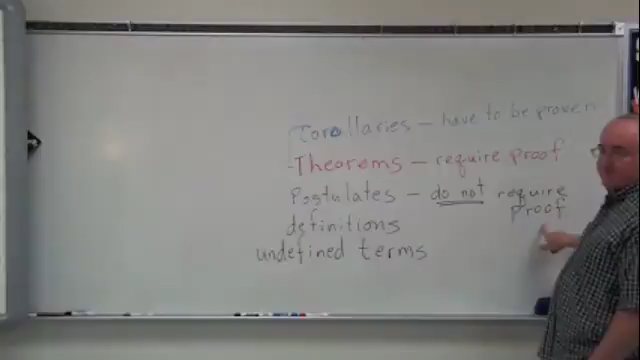 Corollaries - have to be proven
Theorems - require proof
Postulates - do not require
proof
definitions
undefined terms